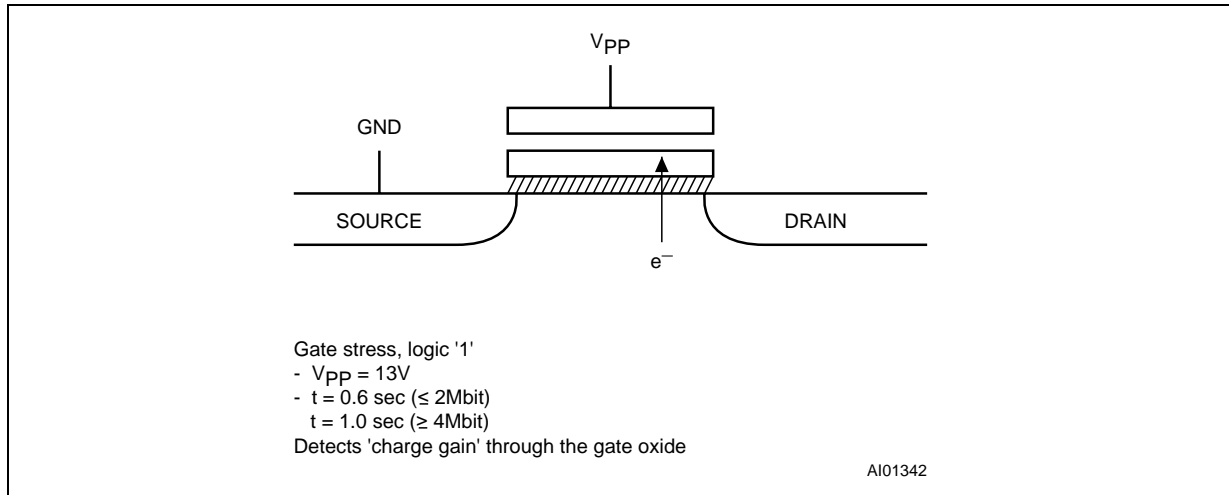 VPP
GND
SOURCE
DRAIN
e–
Gate stress, logic '1'
- VPP = 13V
- t = 0.6 sec (≤ 2Mbit)
t = 1.0 sec (≥ 4Mbit)
Detects 'charge gain' through the gate oxide
AI01342